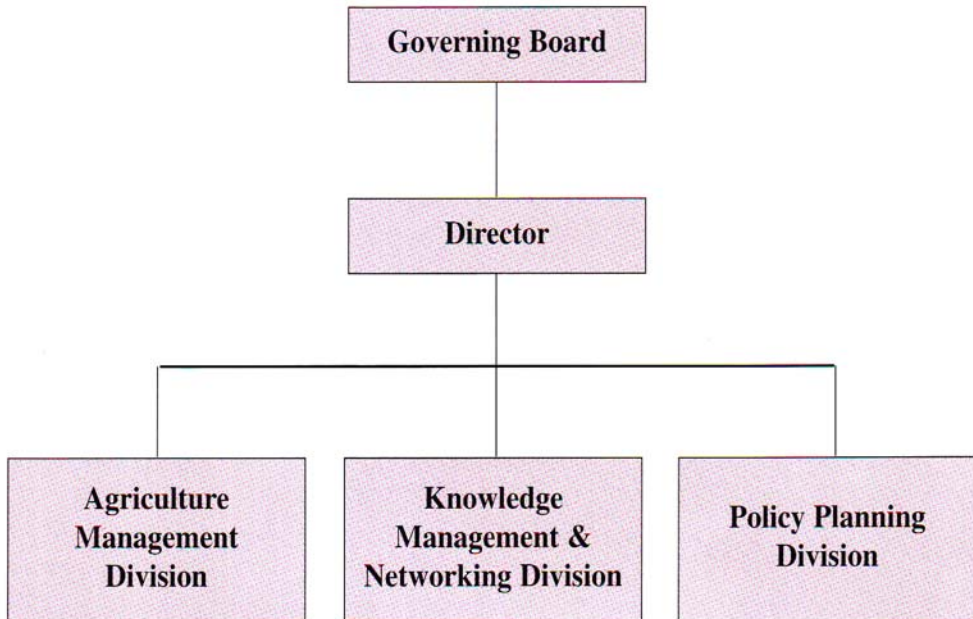 Governing Board
Director
Agriculture
Management
Division
Knowledge
Management &
Networking Division
Policy Planning
Division